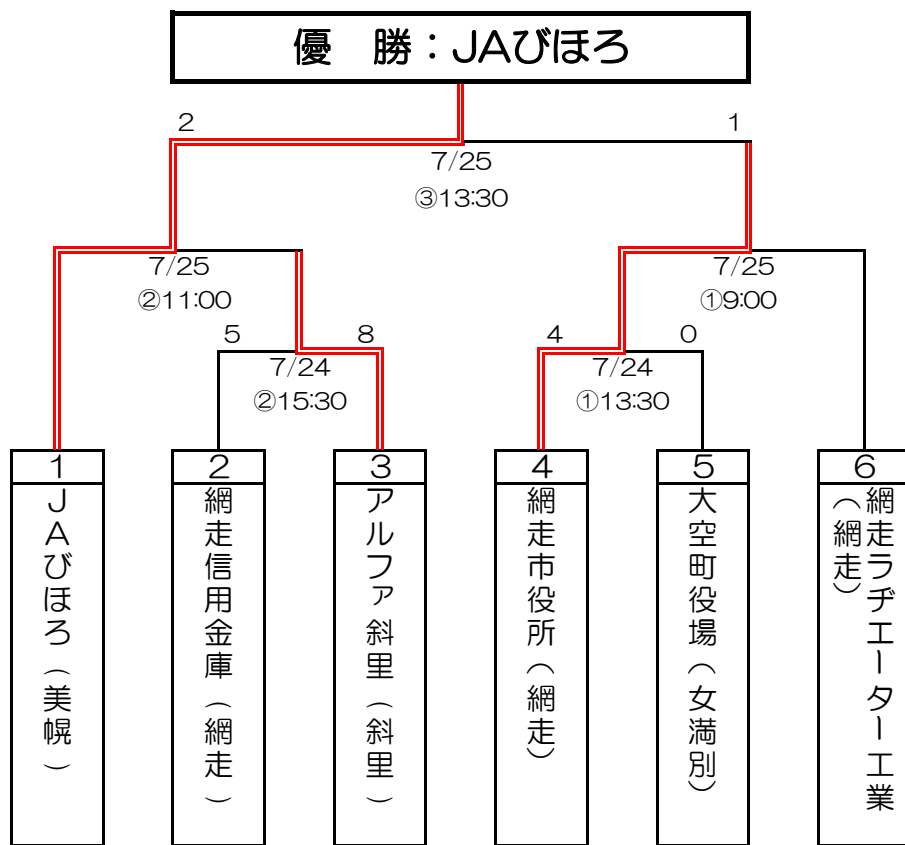 優　勝：JAびほろ
2
1
7/25
③13:30
7/25
②11:00
7/25
①9:00
5
8
4
0
7/24
②15:30
7/24
①13:30
1
2
3
4
5
6
JAびほろ（美幌）
網走信用金庫（網走）
アルファ斜里（斜里）
網走市役所（網走）
大空町役場（女満別）
網走ラヂエーター工業
（網走）